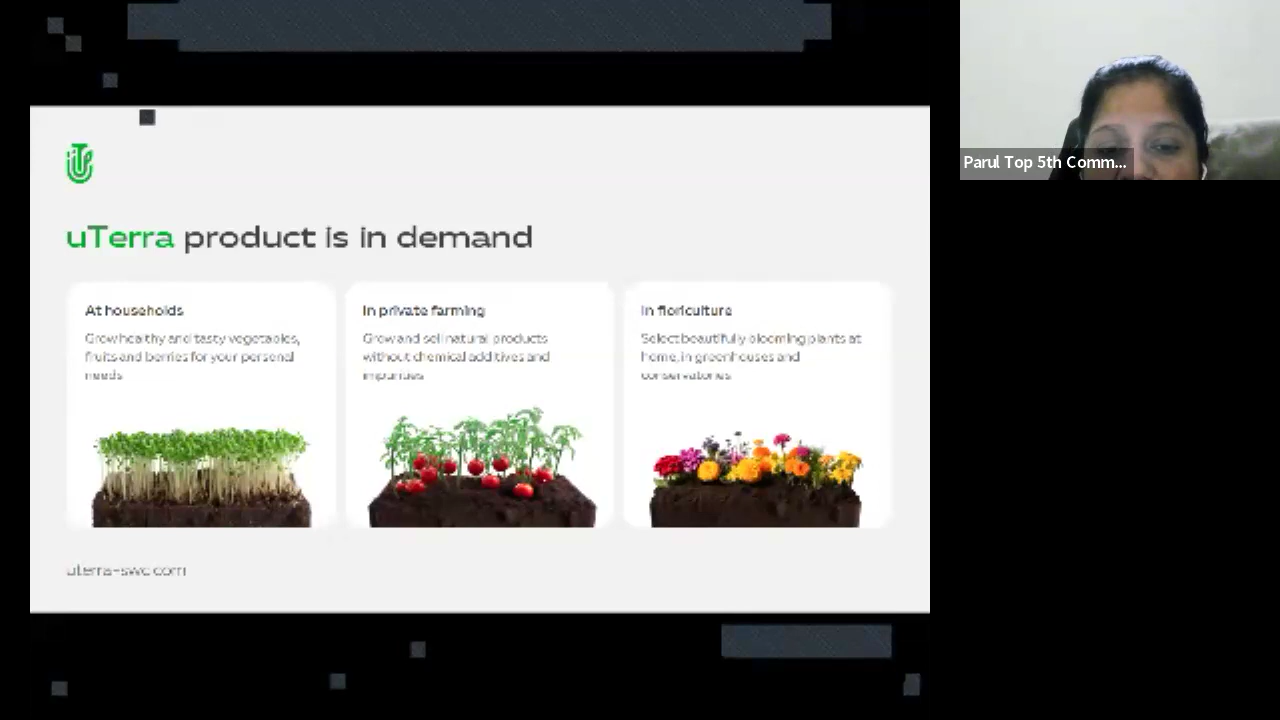 Parul Top 5th Comm...
uTerra product is in demand
At households
Grow healthy and tasty vegetables,
fruits and berries for your personal
needs
In private farming
Grow and sell natural products
without chemical additives and
impurities
In floriculture
Select beautifully blooming plants at
home, in greenhouses and
conservatories
uterra-swc.com